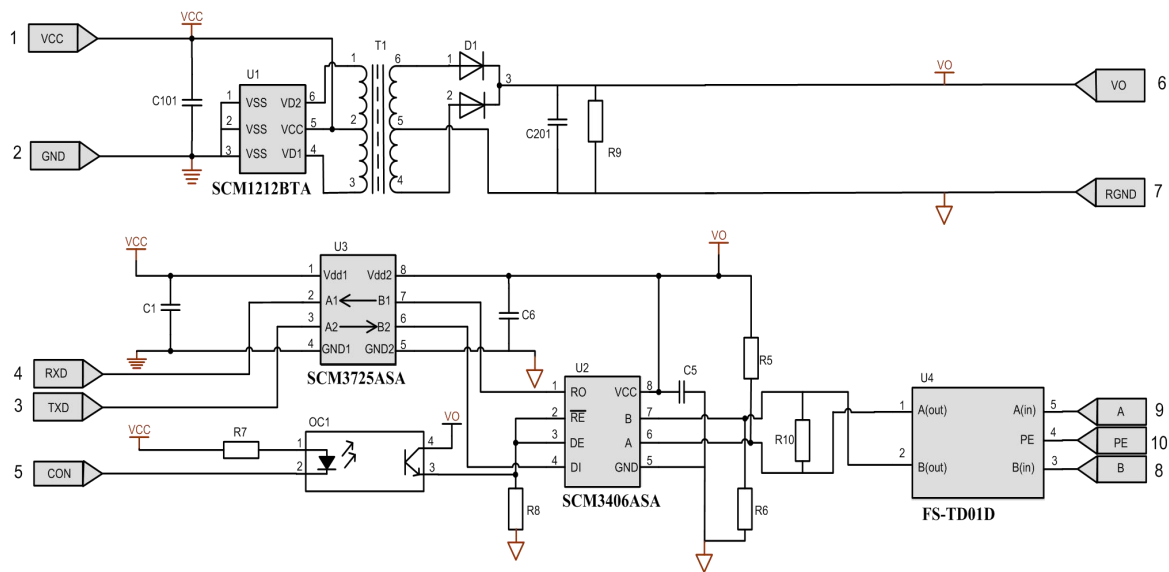 VCC
1 VCC
T1
D1
U1
C101
1 VSS VD2 6
2 VSS VCC 5
3 VSS VD1 4
SCM1212BTA
1
2
3
6
5
4
1
2
3
C201
R9
VO
VO 6
2 GND
RGND 7
VCC
U3
VO
1 Vdd1 Vdd2 8
2 A1 B1 7
3 A2 B2 6
4 GND1 GND2 5
SCM3725ASA
C1
C6
4 RXD
3 TXD
U2
1 RO VCC 8
2 RE B 7
3 DE A 6
4 DI GND 5
SCM3406ASA
C5
R5
R10
R6
U4
1 A(out) A(in) 5
PE 4
2 B(out) B(in) 3
FS-TD01D
A 9
PE 10
B 8
VCC
R7
OC1
VO
1
2
4
3
5 CON
R8